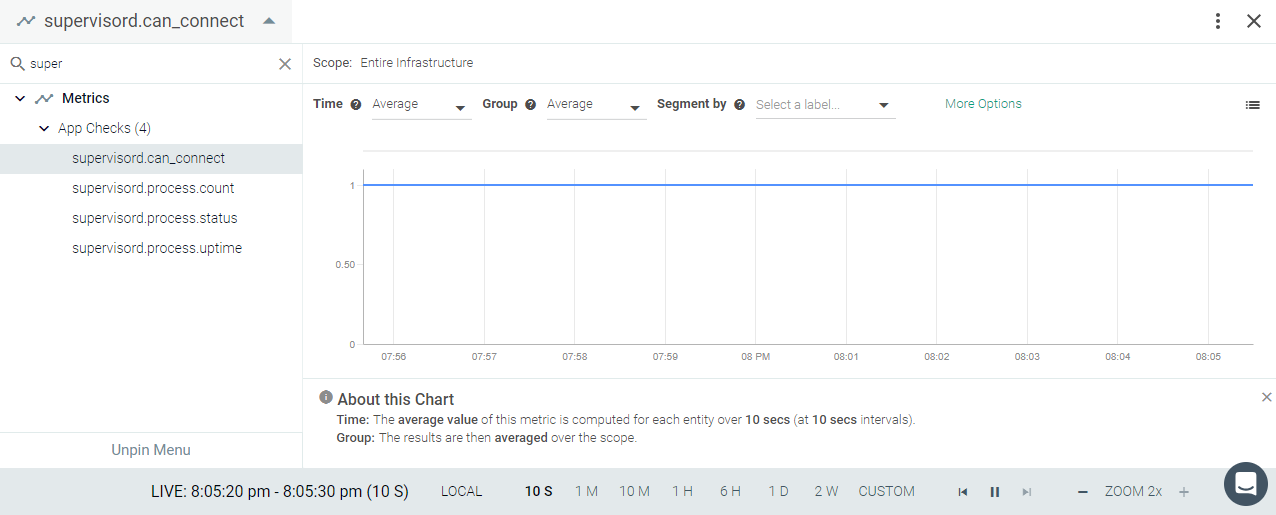 supervisord.can_connect
super
Metrics
App Checks (4)
supervisord.can_connect
supervisord.process.count
supervisord.process.status
supervisord.process.uptime
Unpin Menu
Scope: Entire Infrastructure
Time ? Average Group ? Average Segment by ? Select a label... More Options
1
0.50
0
07:56 07:57 07:58 07:59 08 PM 08:01 08:02 08:03 08:04 08:05
i About this Chart
Time: The average value of this metric is computed for each entity over 10 secs (at 10 secs intervals).
Group: The results are then averaged over the scope.
LIVE: 8:05:20 pm - 8:05:30 pm (10 S) LOCAL 10 S 1 M 10 M 1 H 6 H 1 D 2 W CUSTOM ZOOM 2x